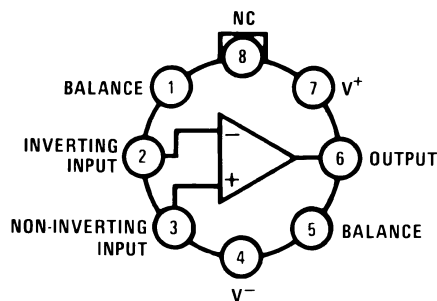 NC
8
BALANCE
1
7
V⁺
INVERTING
INPUT
2
−
+
6
OUTPUT
NON-INVERTING
INPUT
3
5
BALANCE
4
V⁻